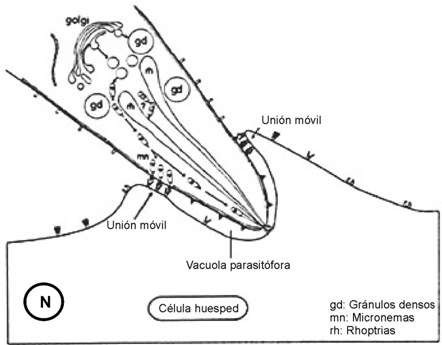 golgi
gd
gd
gd
rh
rh
?
mn
Unión móvil
Unión móvil
Vacuola parasitófora
N
Célula huesped
gd: Gránulos densos
mn: Micronemas
rh: Rhoptrias